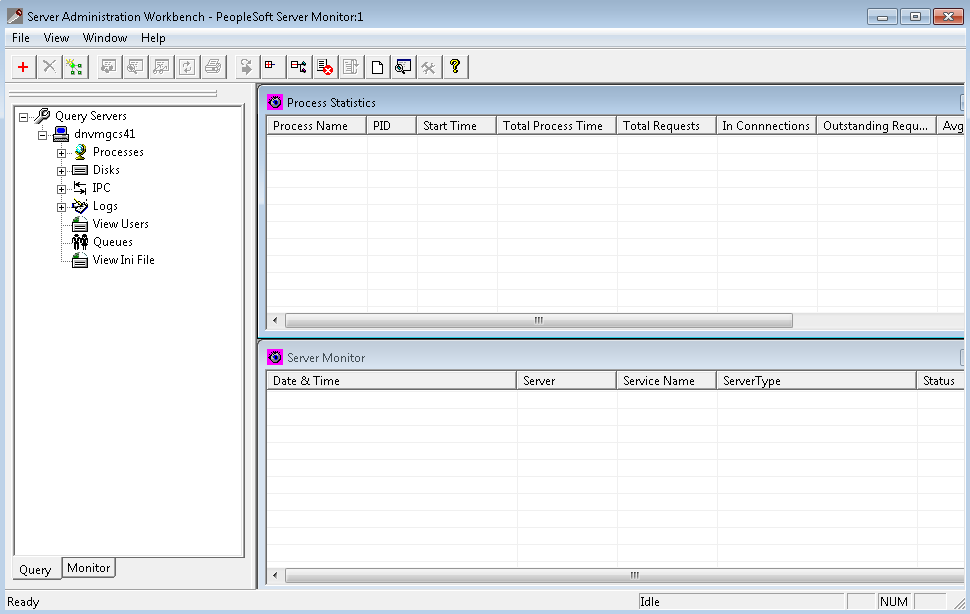 Server Administration Workbench - PeopleSoft Server Monitor:1
File View Window Help
Process Statistics
Process Name PID Start Time Total Process Time Total Requests In Connnections Outstanding Requ... Avg
Query Servers
dnvmgcs41
Processes
Disks
IPC
Logs
View Users
Queues
View Ini File
Server Monitor
Date & Time Server Service Name ServerType Status
Query Monitor
Ready Idle NUM